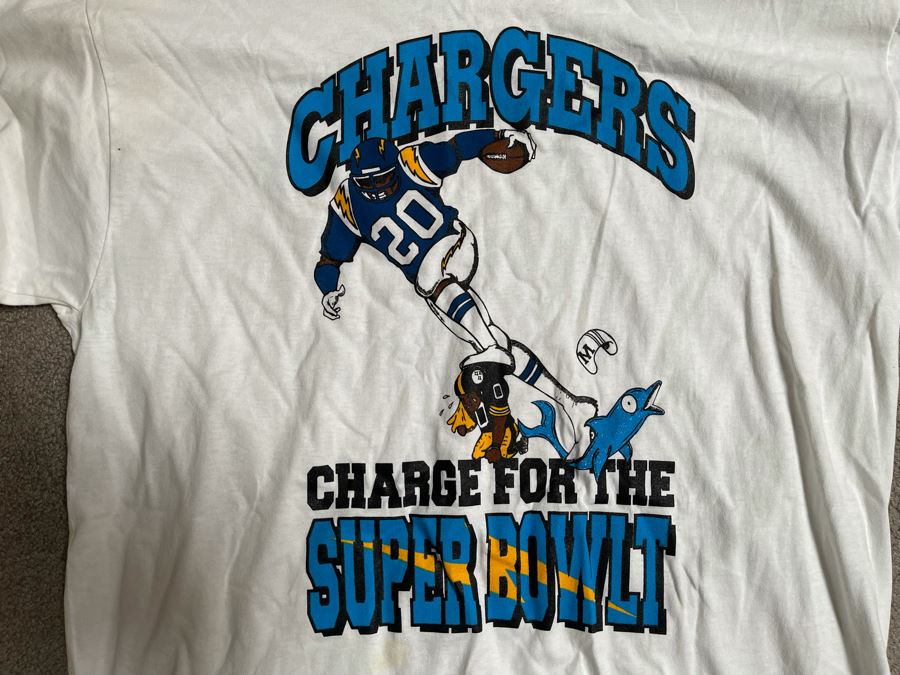 CHARGERS
20
M
CHARGE FOR THE
SUPER BOWLT